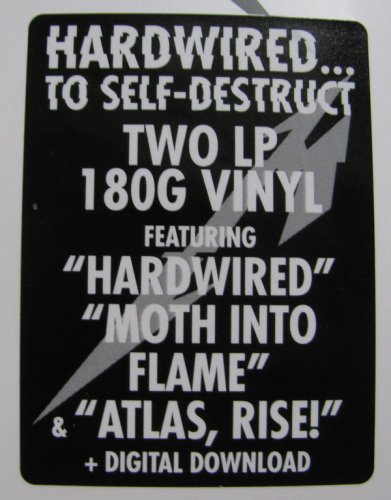 HARDWIRED...
TO SELF-DESTRUCT
TWO LP
180G VINYL
FEATURING
"HARDWIRED"
"MOTH INTO
FLAME"
& "ATLAS, RISE!"
+ DIGITAL DOWNLOAD